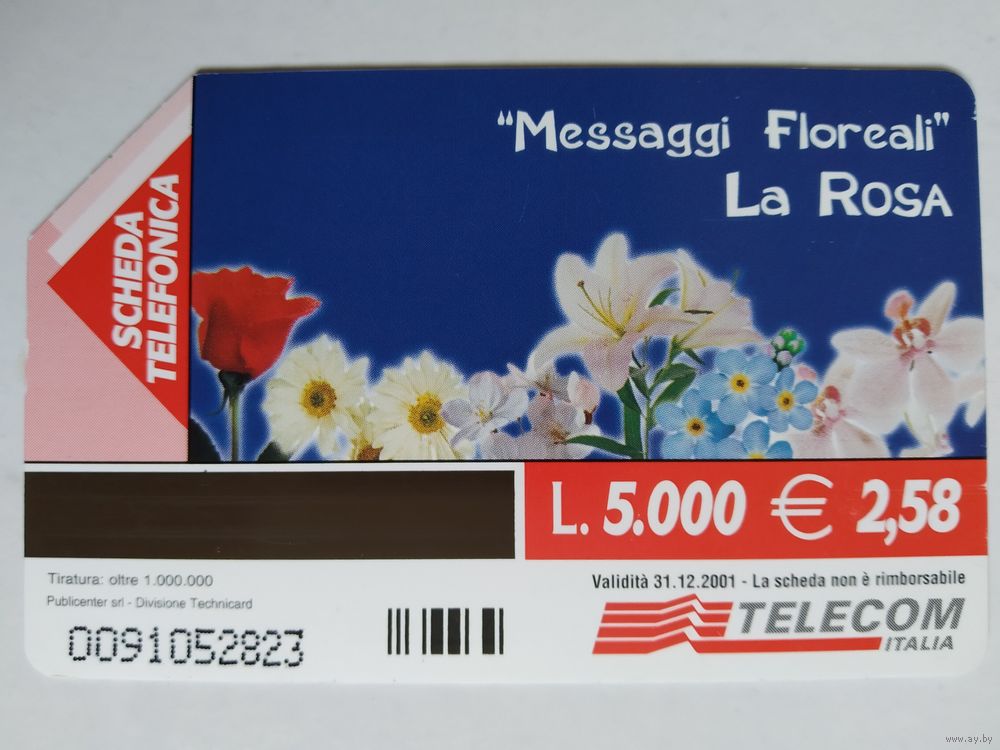 "Messaggi Floreali"
La Rosa
SCHEDA
TELEFONICA
L. 5.000 € 2,58
Tiratura: oltre 1.000.000
Publicenter srl - Divisione Technicard
0091052823
Validità 31.12.2001 - La scheda non è rimborsabile
TELECOM
ITALIA
www.ay.by